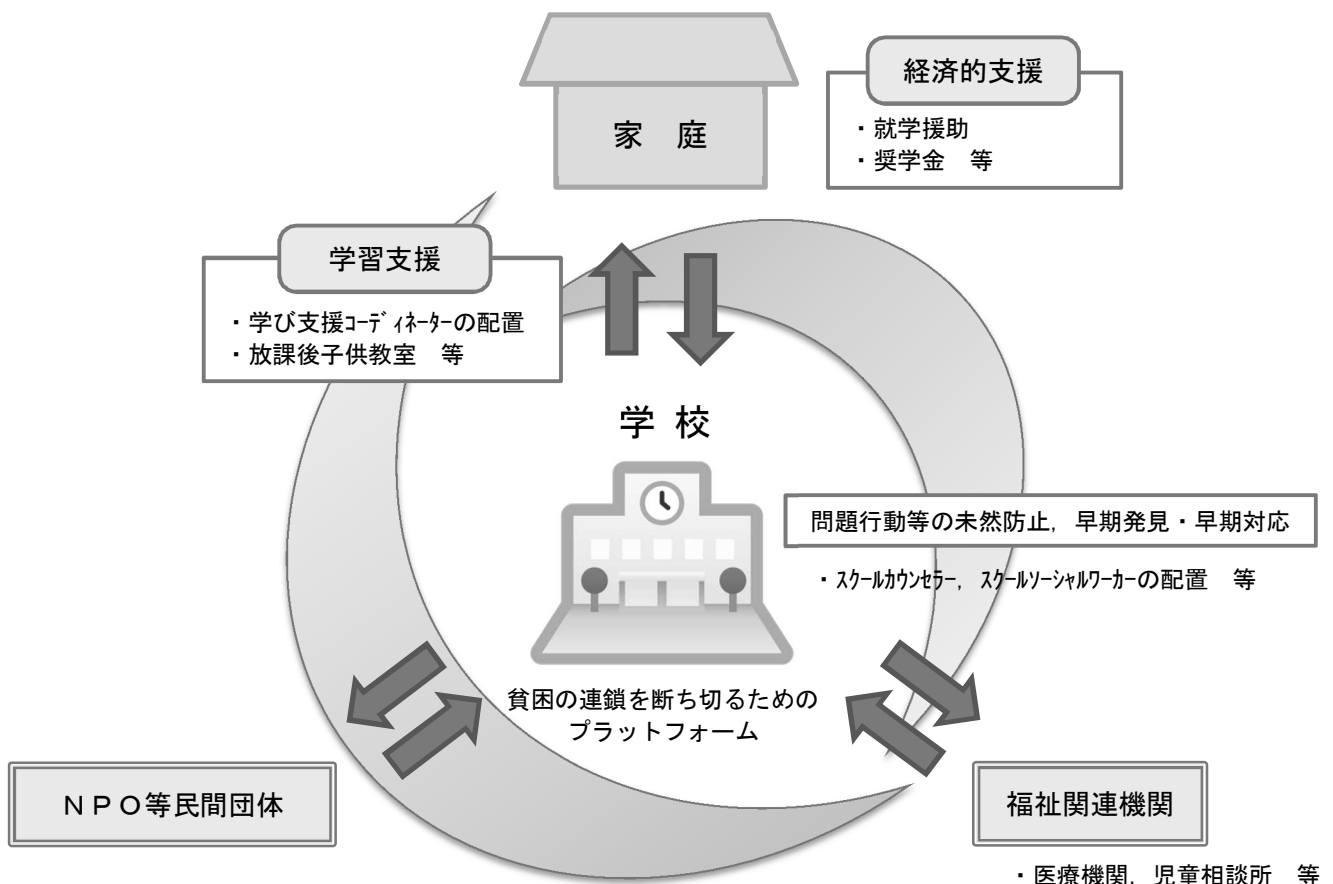 家 庭
経済的支援
・就学援助
・奨学金 等
学習支援
・学び支援ｺｰﾃﾞｨﾈｰﾀｰの配置
・放課後子供教室 等
学 校
問題行動等の未然防止，早期発見・早期対応
・ｽｸｰﾙｶｳﾝｾﾗｰ，ｽｸｰﾙｿｰｼｬﾙﾜｰｶｰの配置 等
貧困の連鎖を断ち切るための
プラットフォーム
ＮＰＯ等民間団体
福祉関連機関
・医療機関，児童相談所 等